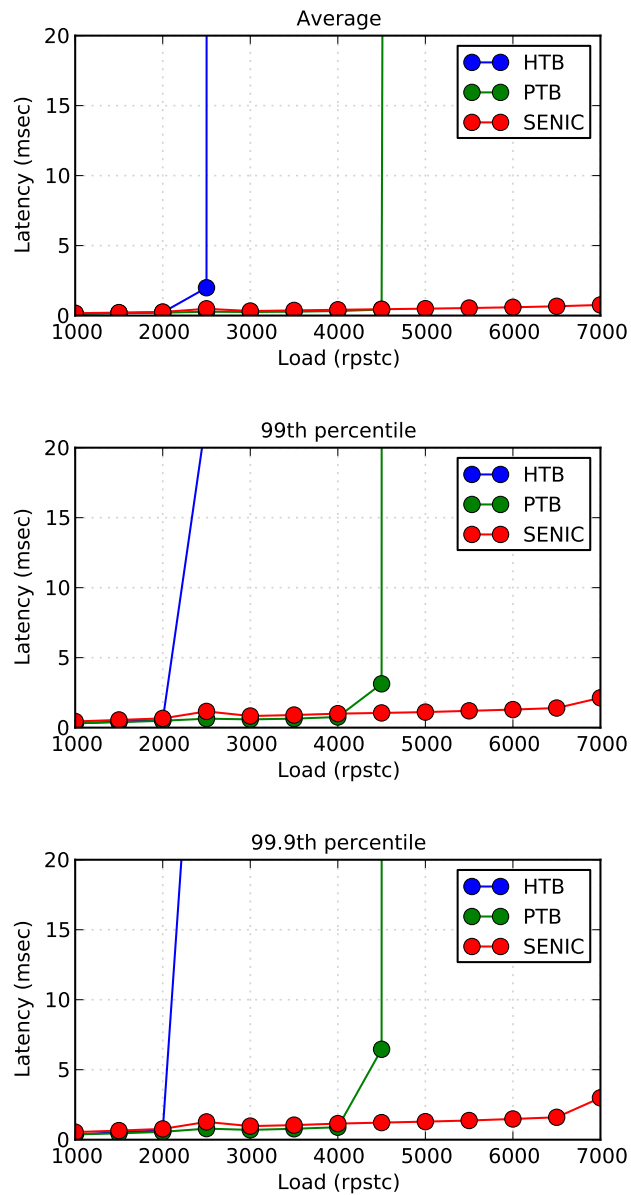 Average
20
15
10
5
0
Latency (msec)
HTB
PTB
SENIC
1000 2000 3000 4000 5000 6000 7000
Load (rpstc)
99th percentile
20
15
10
5
0
Latency (msec)
HTB
PTB
SENIC
1000 2000 3000 4000 5000 6000 7000
Load (rpstc)
99.9th percentile
20
15
10
5
0
Latency (msec)
HTB
PTB
SENIC
1000 2000 3000 4000 5000 6000 7000
Load (rpstc)